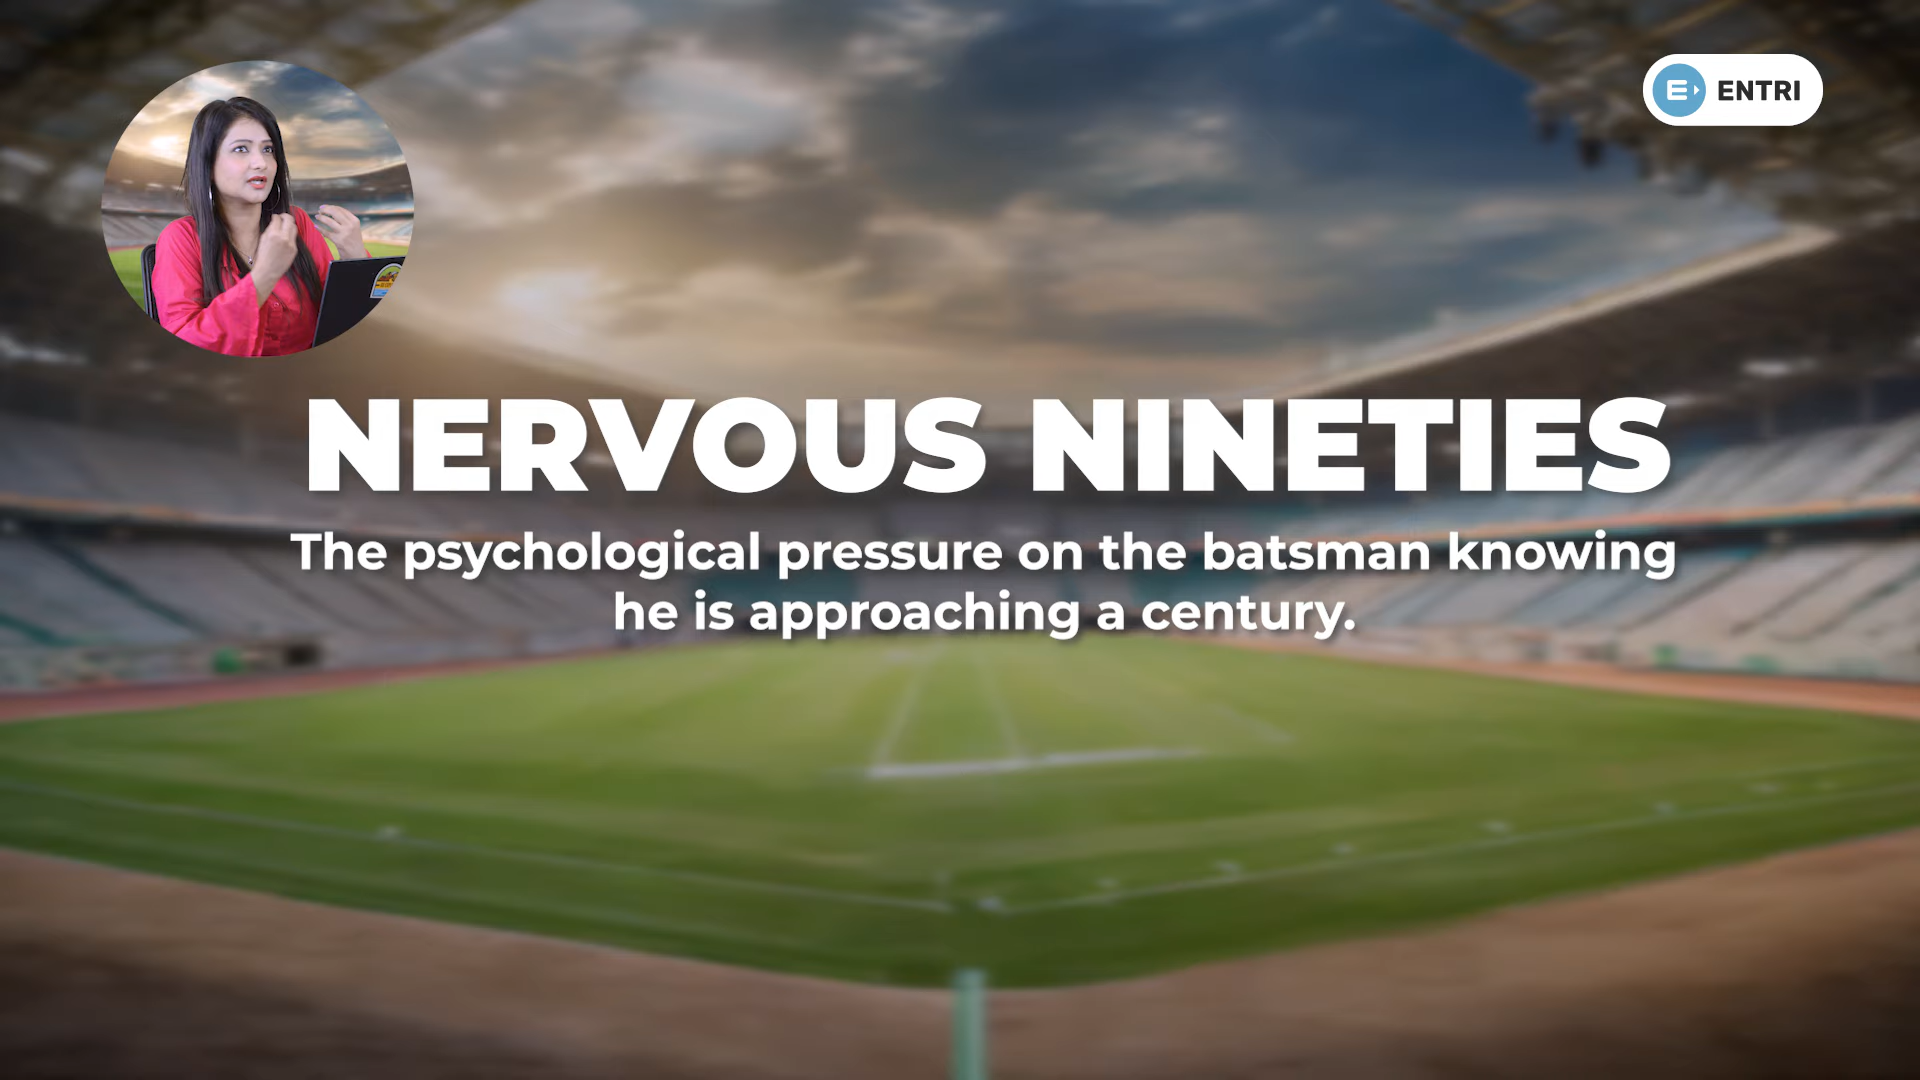 ENTRI
NERVOUS NINETIES
The psychological pressure on the batsman knowing
he is approaching a century.